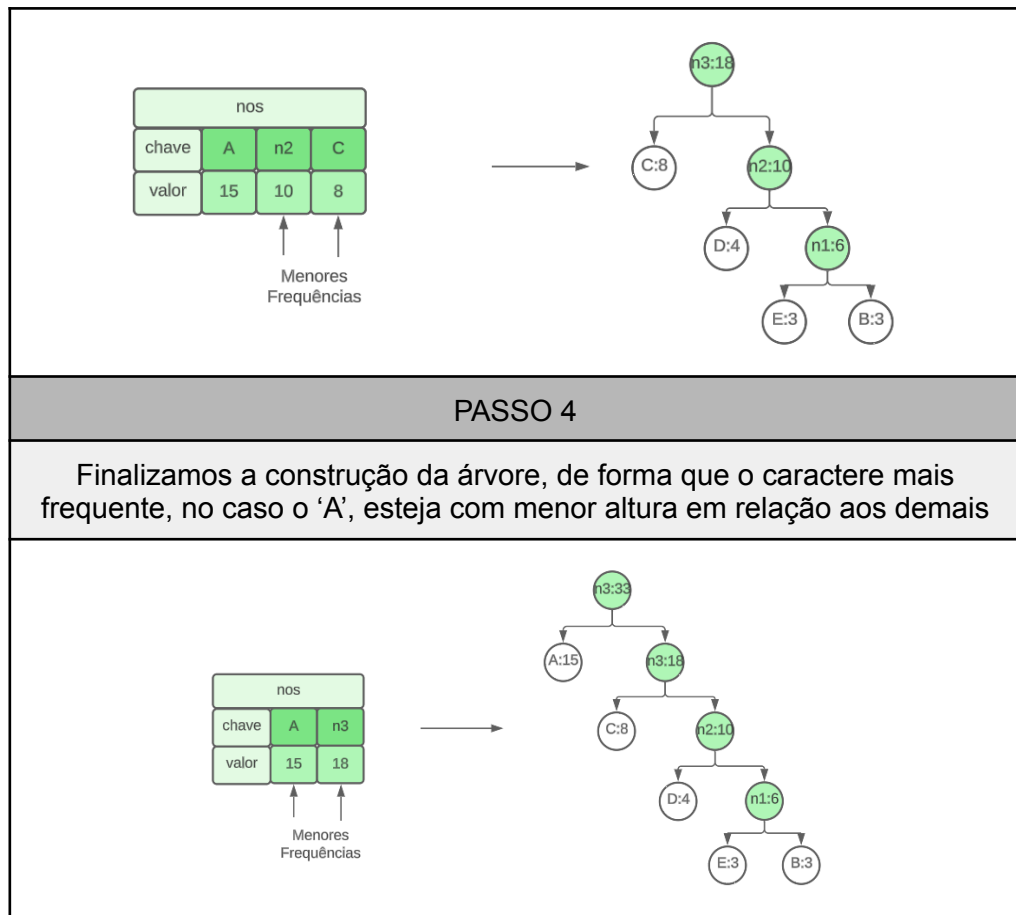 nos
chave A n2 C
valor 15 10 8
Menores
Frequências
n3:18
C:8
n2:10
D:4
n1:6
E:3
B:3
PASSO 4
Finalizamos a construção da árvore, de forma que o caractere mais
frequente, no caso o ‘A’, esteja com menor altura em relação aos demais
nos
chave A n3
valor 15 18
Menores
Frequências
n3:33
A:15
n3:18
C:8
n2:10
D:4
n1:6
E:3
B:3